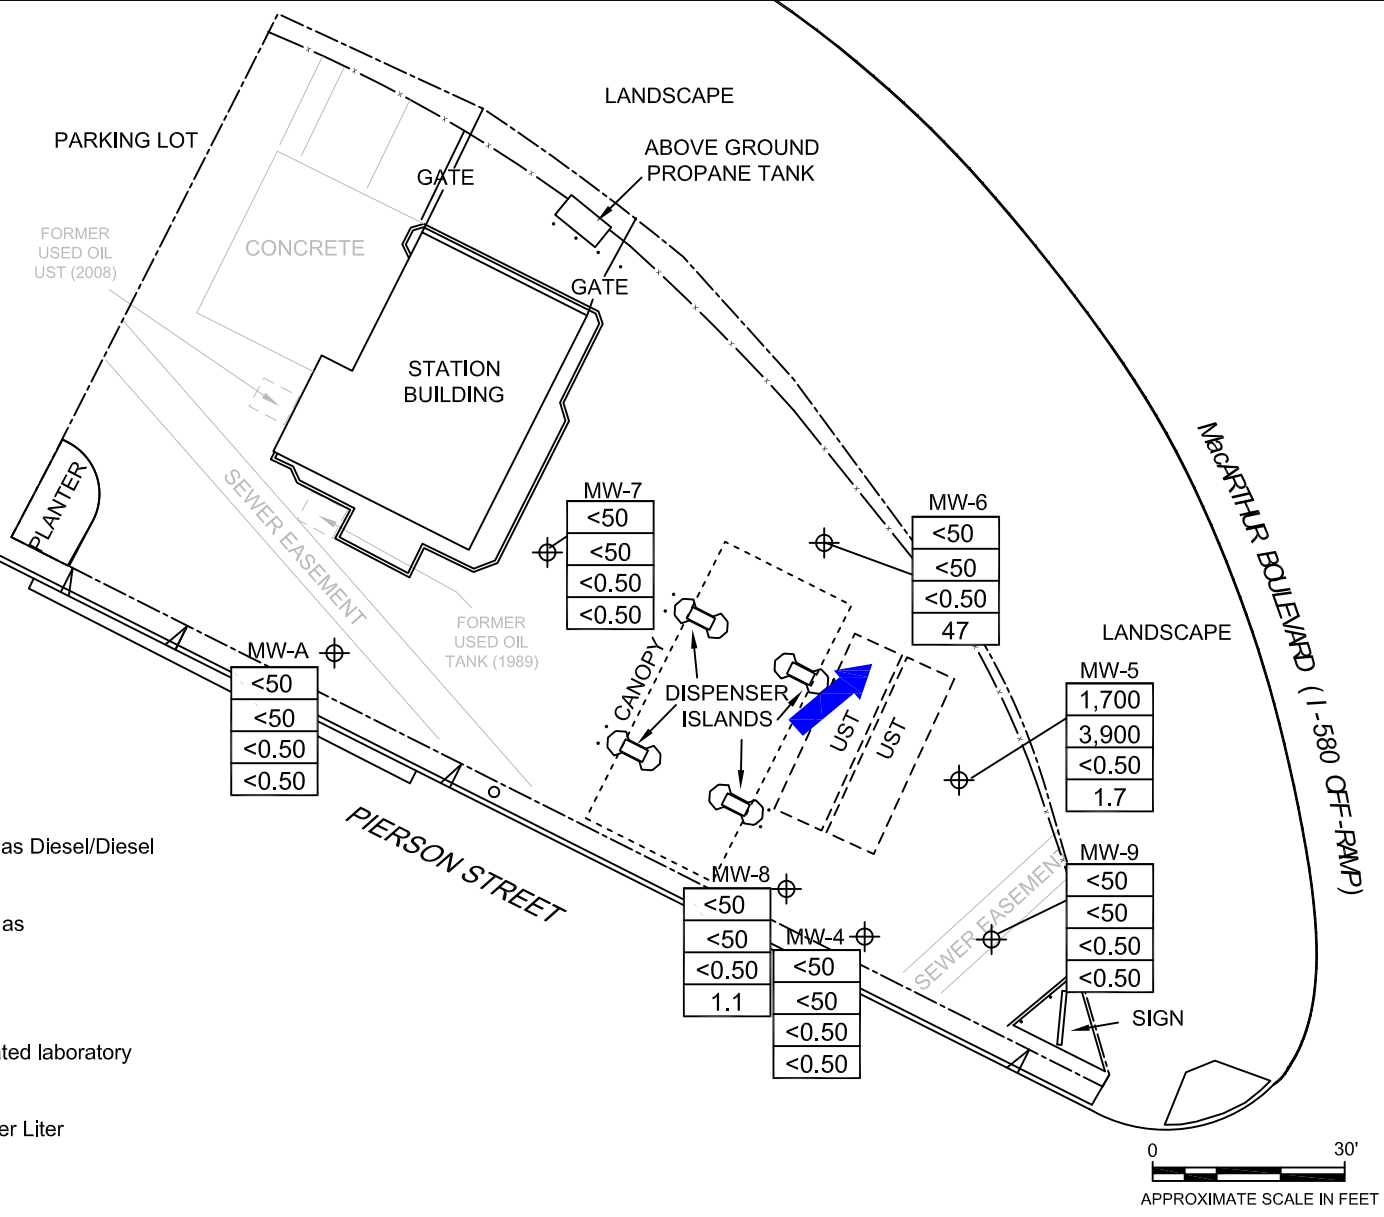 LANDSCAPE
PARKING LOT
ABOVE GROUND
PROPANE TANK
GATE
FORMER
USED OIL
UST (2008)
CONCRETE
GATE
STATION
BUILDING
MacARTHUR BOULEVARD (I-580 OFF-RAMP)
PLANTER
SEWER EASEMENT
MW-7
<50
<50
<0.50
<0.50
MW-6
<50
<50
<0.50
47
FORMER
USED OIL
TANK (1989)
LANDSCAPE
MW-A
<50
<50
<0.50
<0.50
CANOPY
DISPENSER
ISLANDS
UST
UST
MW-5
1,700
3,900
<0.50
1.7
PIERSON STREET
as Diesel/Diesel
MW-9
<50
<50
<0.50
<0.50
MW-8
<50
<50
<0.50
1.1
as
MW-4
<50
<50
<0.50
<0.50
SEWER EASEMENT
SIGN
ated laboratory
er Liter
0 30'
APPROXIMATE SCALE IN FEET